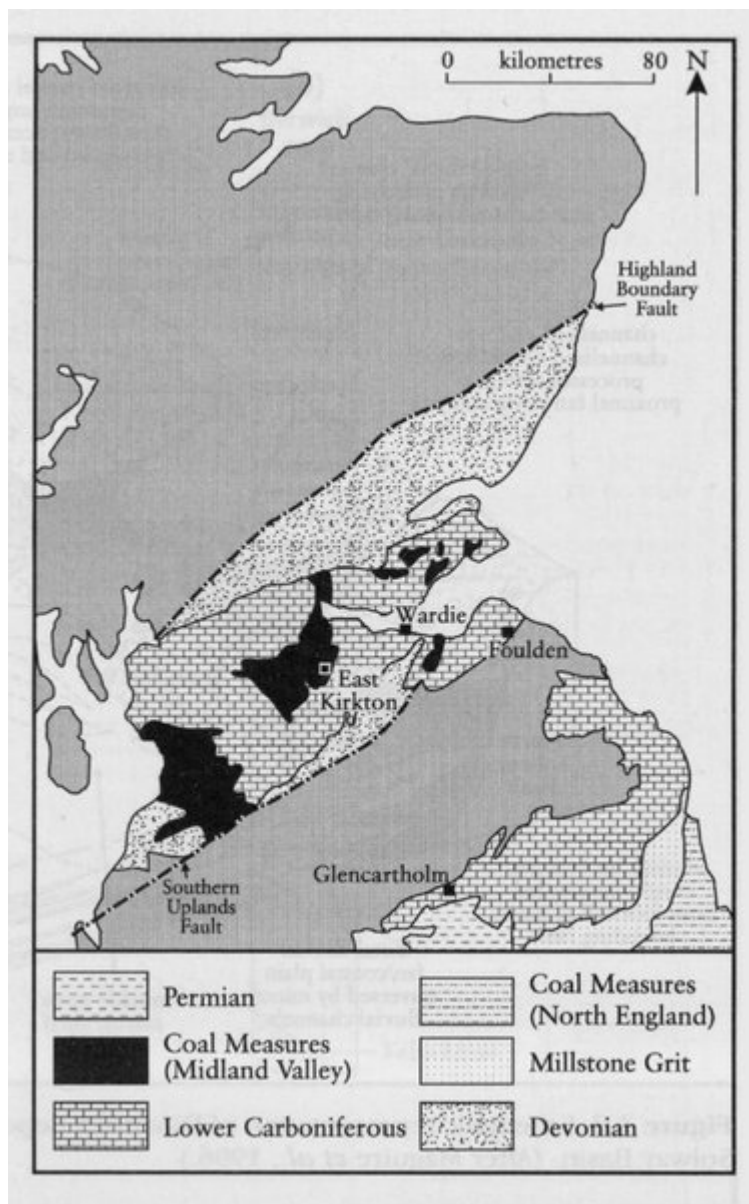 0 kilometres 80 N
Highland
Boundary
Fault
Wardie
Foulden
East
Kirkton
Glencartholm
Southern
Uplands
Fault
Permian
Coal Measures
(Midland Valley)
Lower Carboniferous
Coal Measures
(North England)
Millstone Grit
Devonian